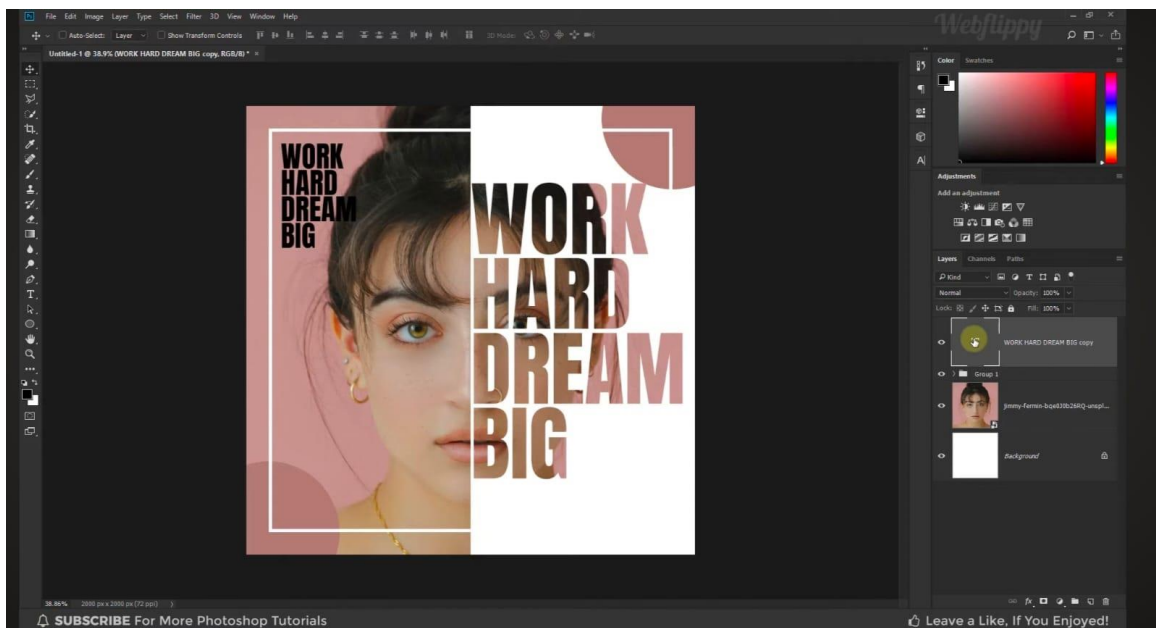 Ps File Edit Image Layer Type Select Filter 3D View Window Help
Webflippy
Auto-Select: Layer Show Transform Controls 3D Mode:
Untitled-1 @ 38.9% (WORK HARD DREAM BIG copy, RGB/8) * ×
Color Swatches
WORK
HARD
DREAM
BIG
WORK
HARD
DREAM
BIG
Adjustments
Add an adjustment
Layers Channels Paths
Kind
Normal Opacity: 100%
Lock: Fill: 100%
WORK HARD DREAM BIG copy
Group 1
Background
38.86% 2000 px x 2000 px (72 ppi)
SUBSCRIBE For More Photoshop Tutorials
Leave a Like, If You Enjoyed!